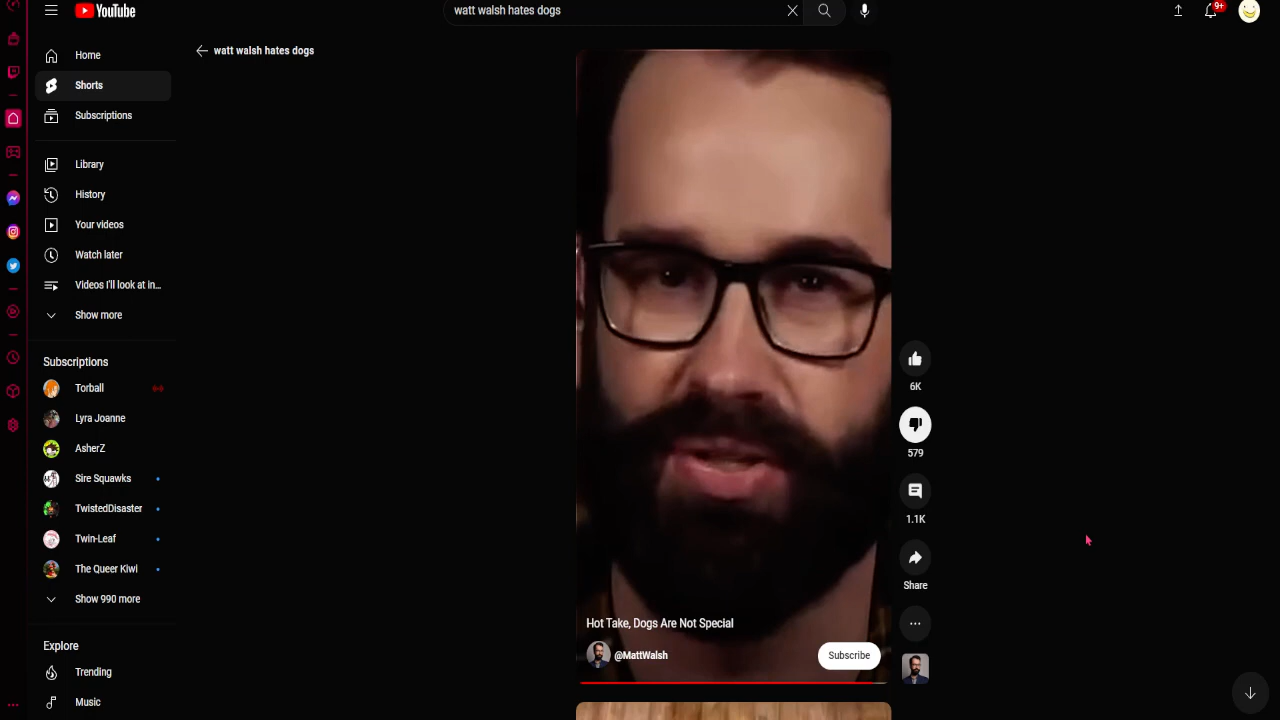 YouTube
watt walsh hates dogs
9+
watt walsh hates dogs
Home
Shorts
Subscriptions
Library
History
Your videos
Watch later
Videos I'll look at in...
Show more
Subscriptions
Torball
Lyra Joanne
AsherZ
Sire Squawks
TwistedDisaster
Twin-Leaf
The Queer Kiwi
Show 990 more
Explore
Trending
Music
6K
579
1.1K
Share
Hot Take, Dogs Are Not Special
@MattWalsh
Subscribe